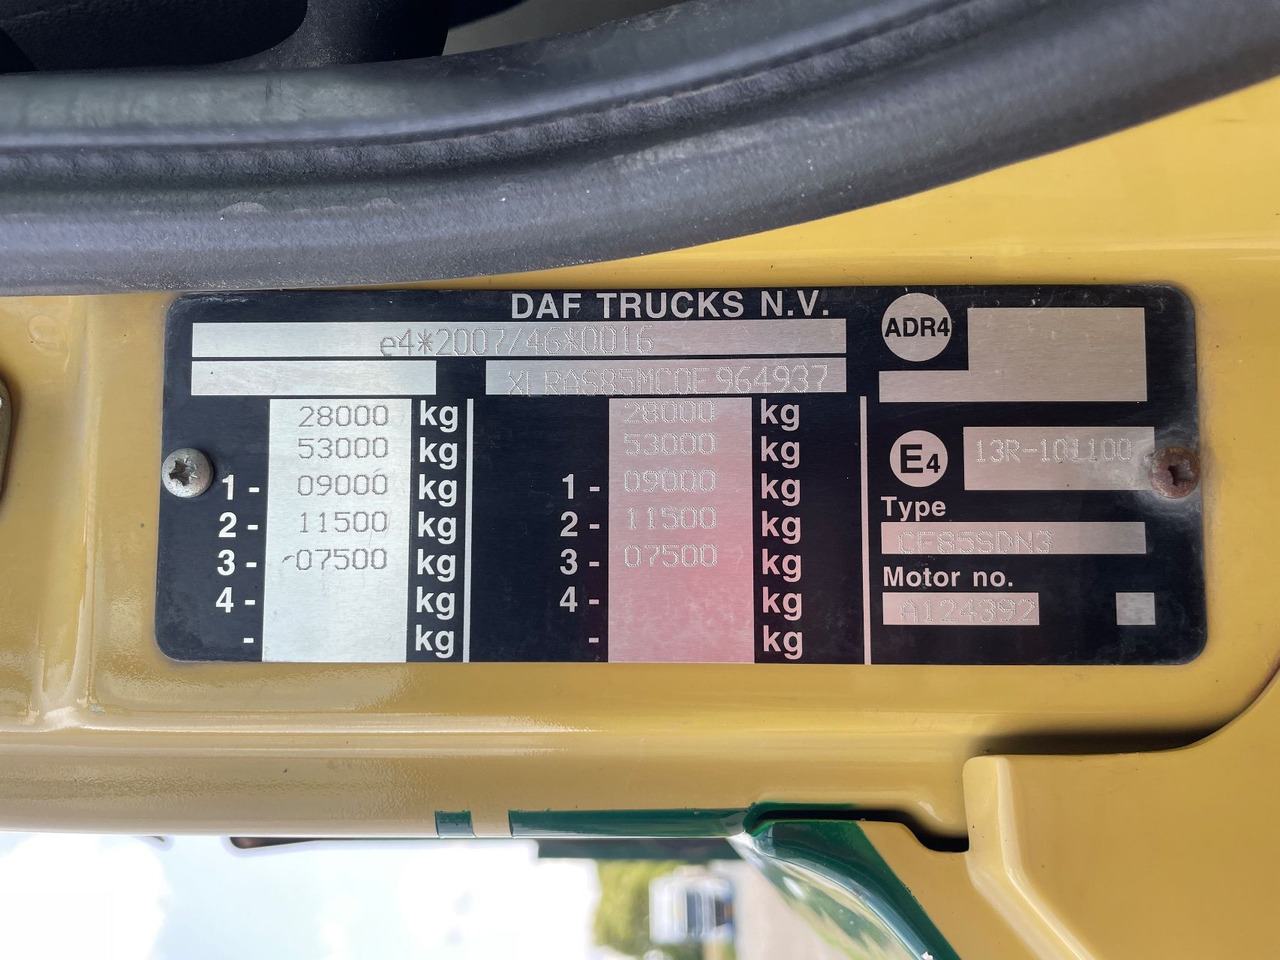 DAF TRUCKS N.V.
e4*2007/46*0016
XLRAS85MC0E964937
28000 kg
53000 kg
1 - 09000 kg
2 - 11500 kg
3 - 07500 kg
4 - kg
- kg
28000 kg
53000 kg
1 - 09000 kg
2 - 11500 kg
3 - 07500 kg
4 - kg
- kg
ADR4
E4 13R-101100
Type
CF85SDN3
Motor no.
A124392